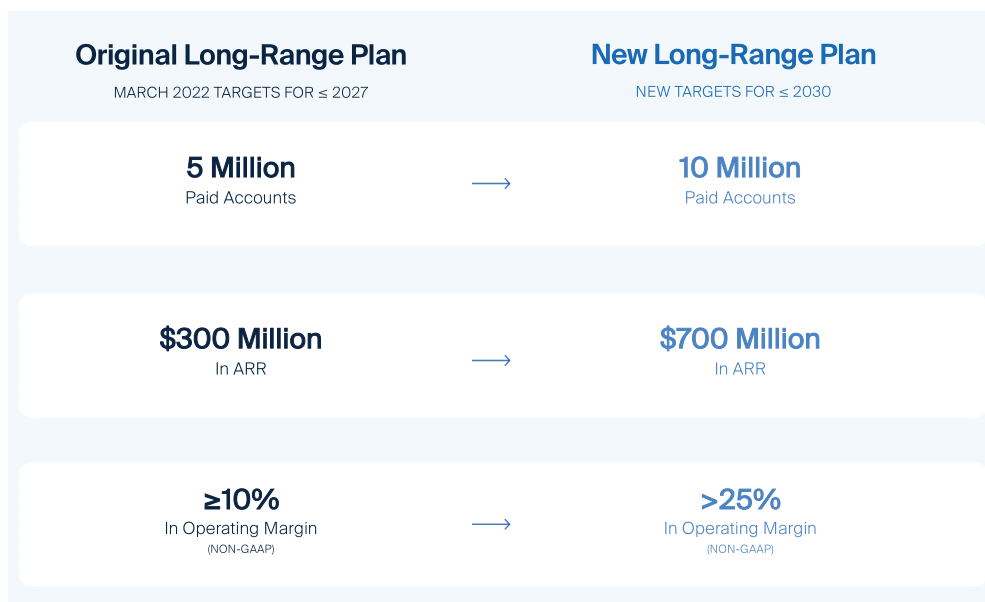 Original Long-Range Plan
New Long-Range Plan
MARCH 2022 TARGETS FOR ≤ 2027
NEW TARGETS FOR ≤ 2030
5 Million
Paid Accounts
10 Million
Paid Accounts
$300 Million
In ARR
$700 Million
In ARR
≥10%
In Operating Margin
(NON-GAAP)
>25%
In Operating Margin
(NON-GAAP)